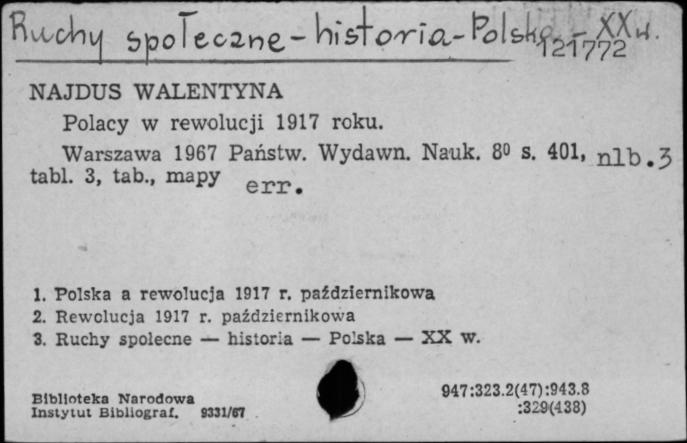 Ruchy społeczne - historia - Polska - XX w.
121772
NAJDUS WALENTYNA
Polacy w rewolucji 1917 roku.
Warszawa 1967 Państw. Wydawn. Nauk. 8⁰ s. 401, nlb.3
tabl. 3, tab., mapy err.
1. Polska a rewolucja 1917 r. październikowa
2. Rewolucja 1917 r. październikowa
3. Ruchy spolecne — historia — Polska — XX w.
Biblioteka Narodowa
Instytut Bibliograf. 9331/67
947:323.2(47):943.8
:329(438)